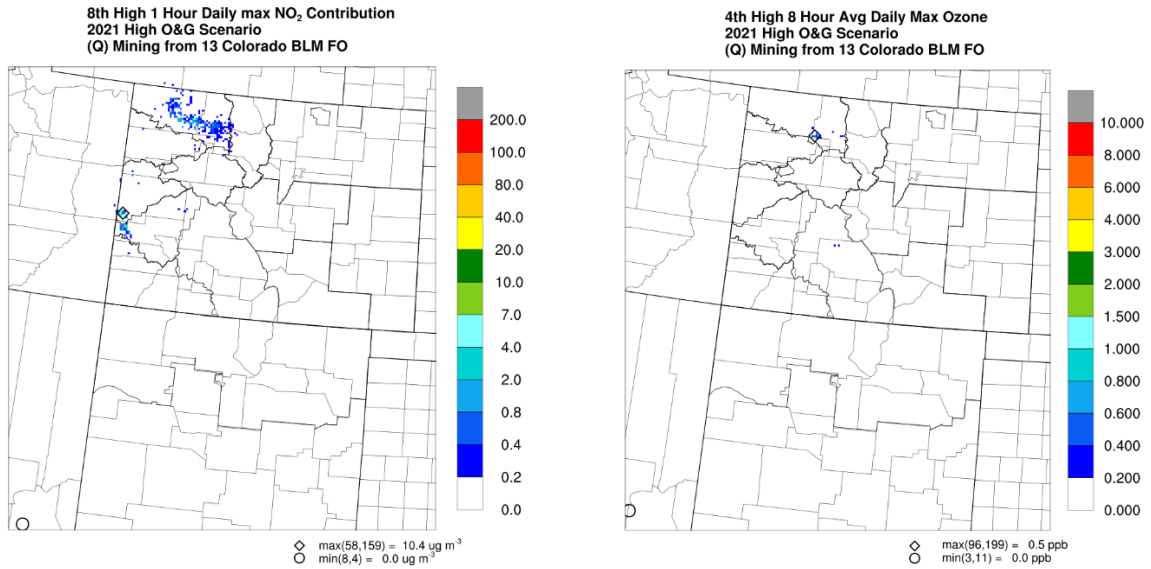 8th High 1 Hour Daily max NO₂ Contribution
2021 High O&G Scenario
(Q) Mining from 13 Colorado BLM FO
200.0
100.0
80.0
40.0
20.0
10.0
7.0
4.0
2.0
0.8
0.4
0.2
0.0
max(58,159) = 10.4 ug m⁻³
min(8,4) = 0.0 ug m⁻³
4th High 8 Hour Avg Daily Max Ozone
2021 High O&G Scenario
(Q) Mining from 13 Colorado BLM FO
10.000
8.000
6.000
4.000
3.000
2.000
1.500
1.000
0.800
0.600
0.400
0.200
0.000
max(96,199) = 0.5 ppb
min(3,11) = 0.0 ppb